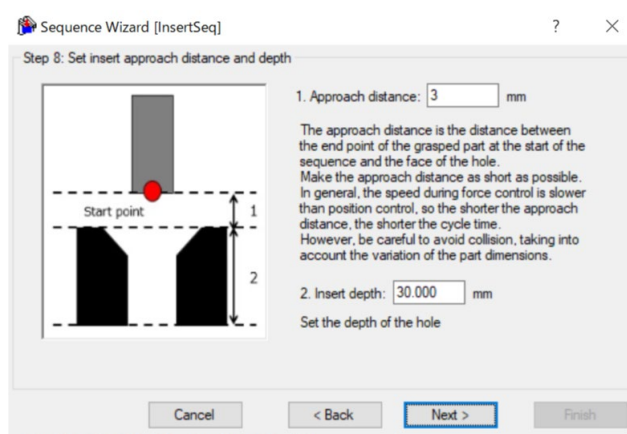 Sequence Wizard [InsertSeq]
?
Step 8: Set insert approach distance and depth
Start point
1
2
1. Approach distance: 3 mm
The approach distance is the distance between
the end point of the grasped part at the start of the
sequence and the face of the hole.
Make the approach distance as short as possible.
In general, the speed during force control is slower
than position control, so the shorter the approach
distance, the shorter the cycle time.
However, be careful to avoid collision, taking into
account the variation of the part dimensions.
2. Insert depth: 30.000 mm
Set the depth of the hole
Cancel
< Back
Next >
Finish